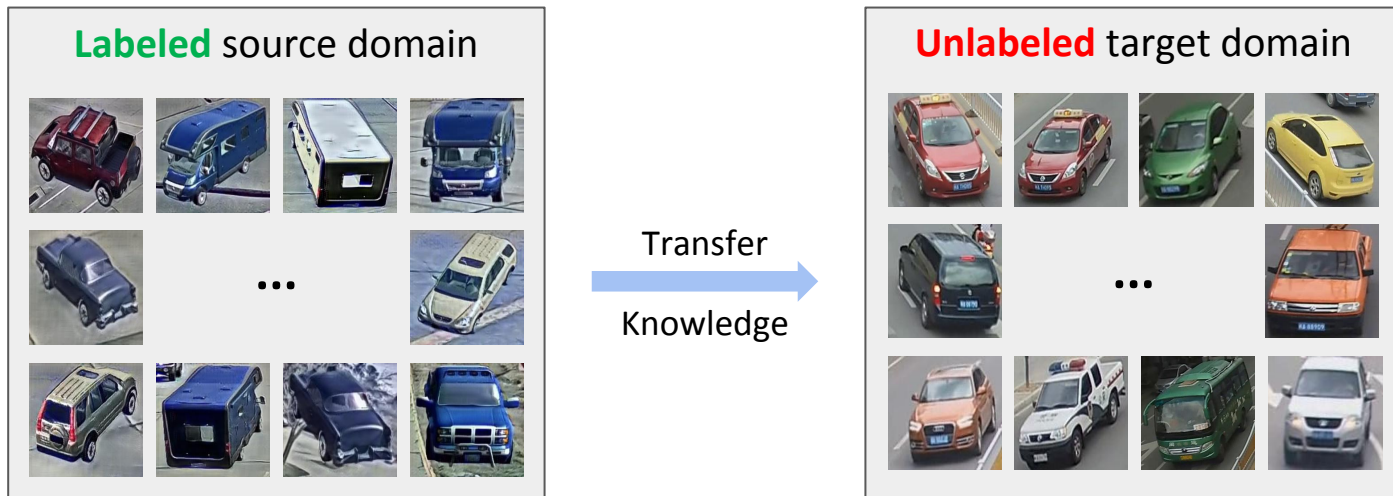 Labeled source domain
...
Transfer
Knowledge
Unlabeled target domain
...